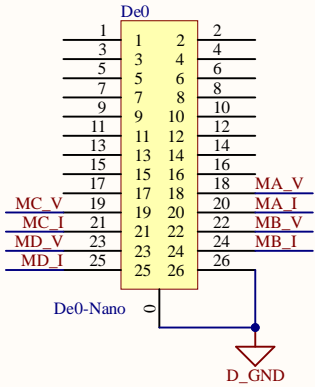 De0
1 1 2 2
3 3 4 4
5 5 6 6
7 7 8 8
9 9 10 10
11 11 12 12
13 13 14 14
15 15 16 16
17 17 18 18 MA_V
MC_V 19 19 20 20 MA_I
MC_I 21 21 22 22 MB_V
MD_V 23 23 24 24 MB_I
MD_I 25 25 26 26
De0-Nano 0
D_GND